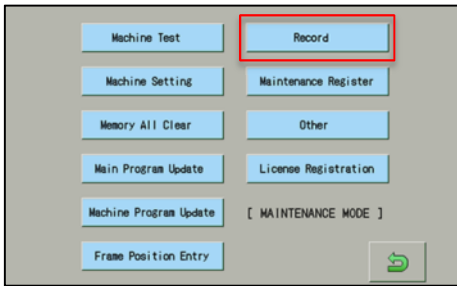 Machine Test
Record
Machine Setting
Maintenance Register
Memory All Clear
Other
Main Program Update
License Registration
Machine Program Update
[ MAINTENANCE MODE ]
Frame Position Entry